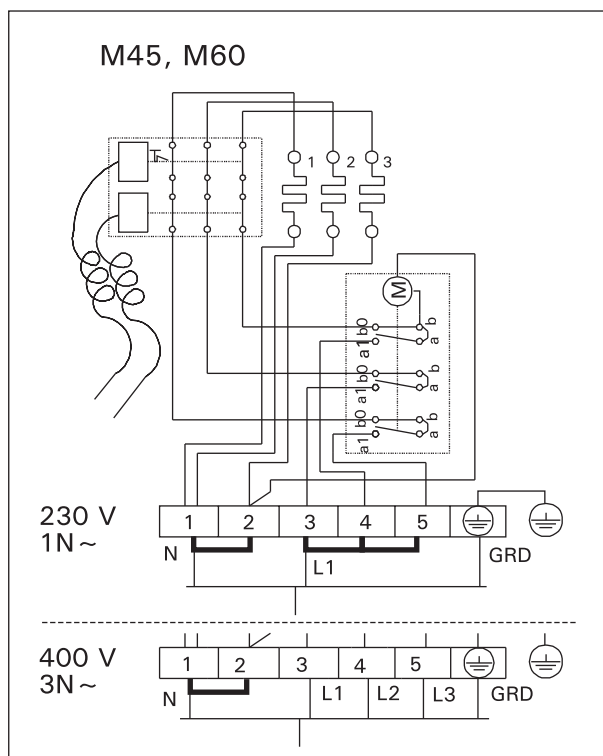 M45, M60
1 2 3
M
a1 b0 a b
a1 b0 a b
a1 b0 a b
230 V
1N~
1 2 3 4 5
N L1 GRD
400 V
3N~
1 2 3 4 5
N L1 L2 L3 GRD